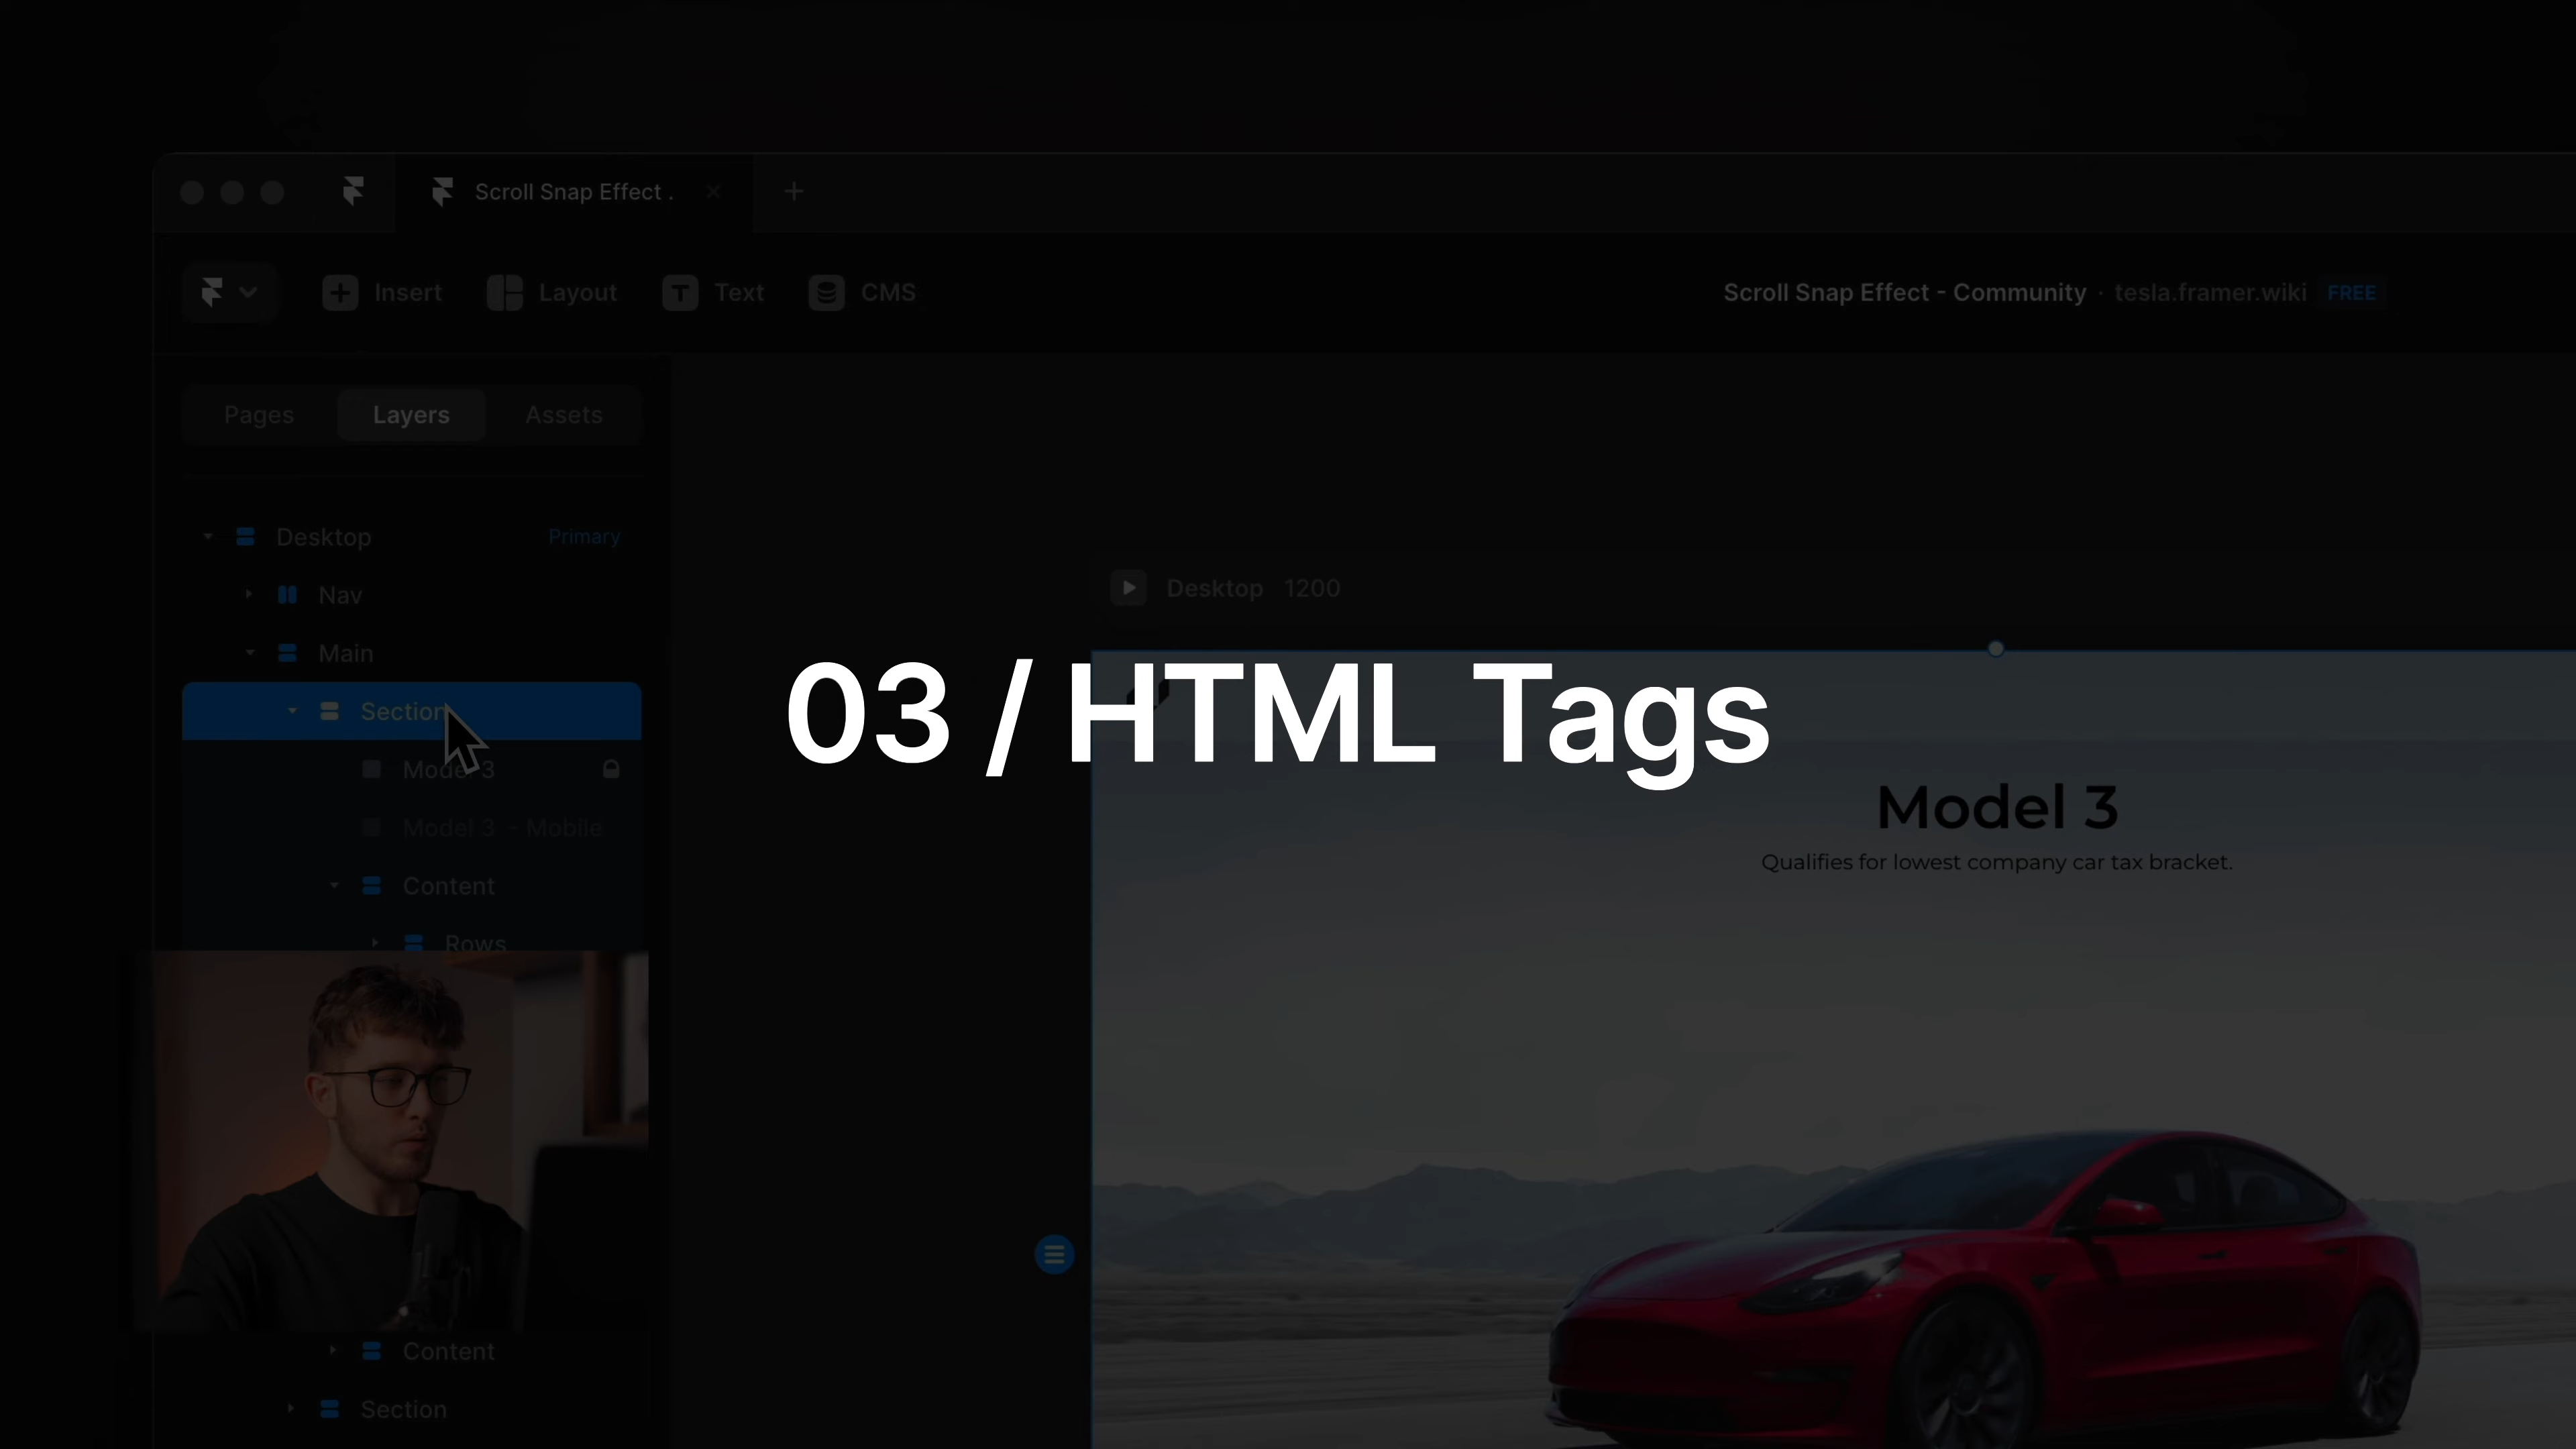 Scroll Snap Effect .
Insert
Layout
Text
CMS
Scroll Snap Effect - Community · tesla.framer.wiki FREE
Pages
Layers
Assets
Desktop
Primary
Nav
Main
Section
Model 3
Model 3 - Mobile
Content
Rows
Content
Section
Desktop 1200
03 / HTML Tags
Model 3
Qualifies for lowest company car tax bracket.